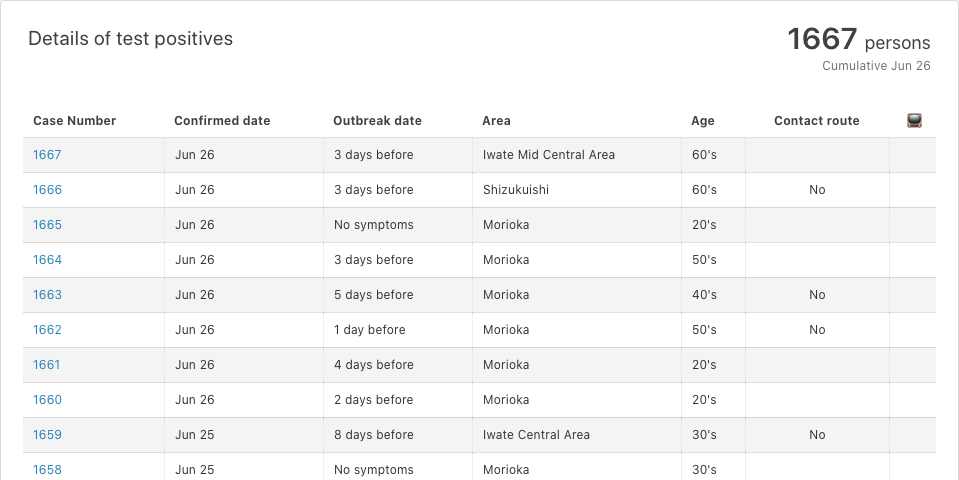 Details of test positives
1667 persons
Cumulative Jun 26
Case Number Confirmed date Outbreak date Area Age Contact route
1667 Jun 26 3 days before Iwate Mid Central Area 60's
1666 Jun 26 3 days before Shizukuishi 60's No
1665 Jun 26 No symptoms Morioka 20's
1664 Jun 26 3 days before Morioka 50's
1663 Jun 26 5 days before Morioka 40's No
1662 Jun 26 1 day before Morioka 50's No
1661 Jun 26 4 days before Morioka 20's
1660 Jun 26 2 days before Morioka 20's
1659 Jun 25 8 days before Iwate Central Area 30's No
1658 Jun 25 No symptoms Morioka 30's